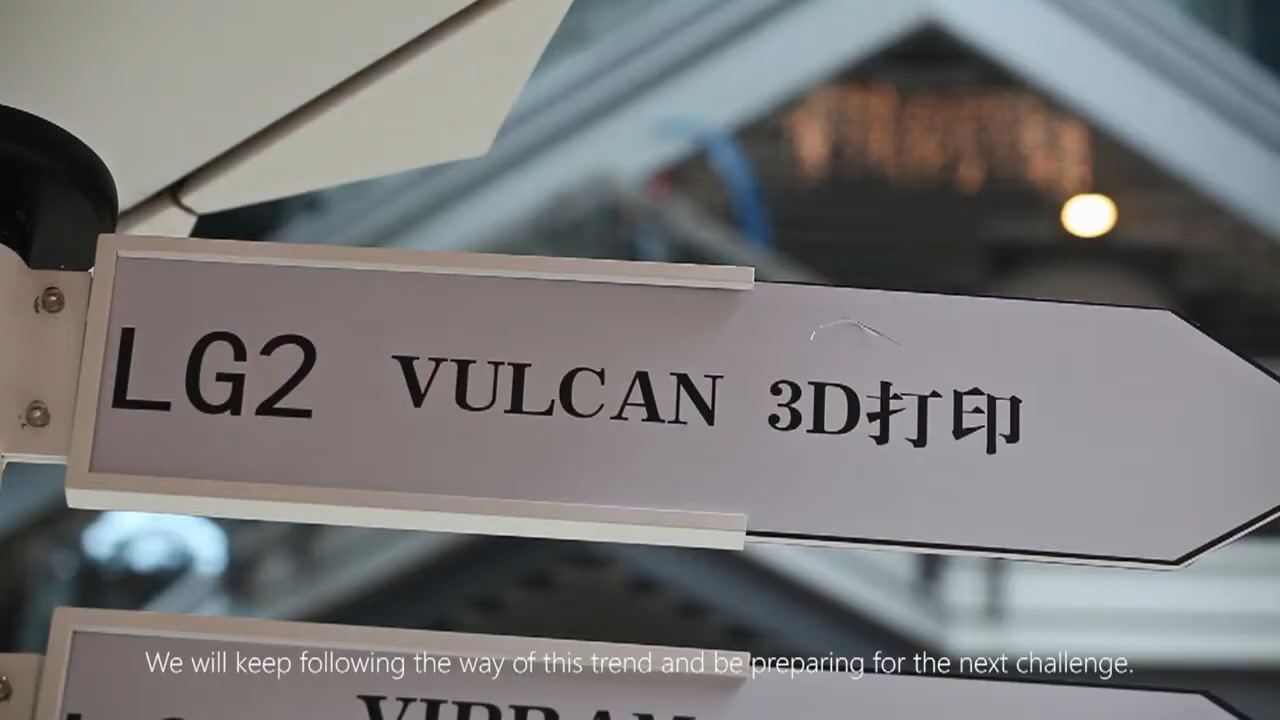 LG2 VULCAN 3D打印
We will keep following the way of this trend and be preparing for the next challenge.